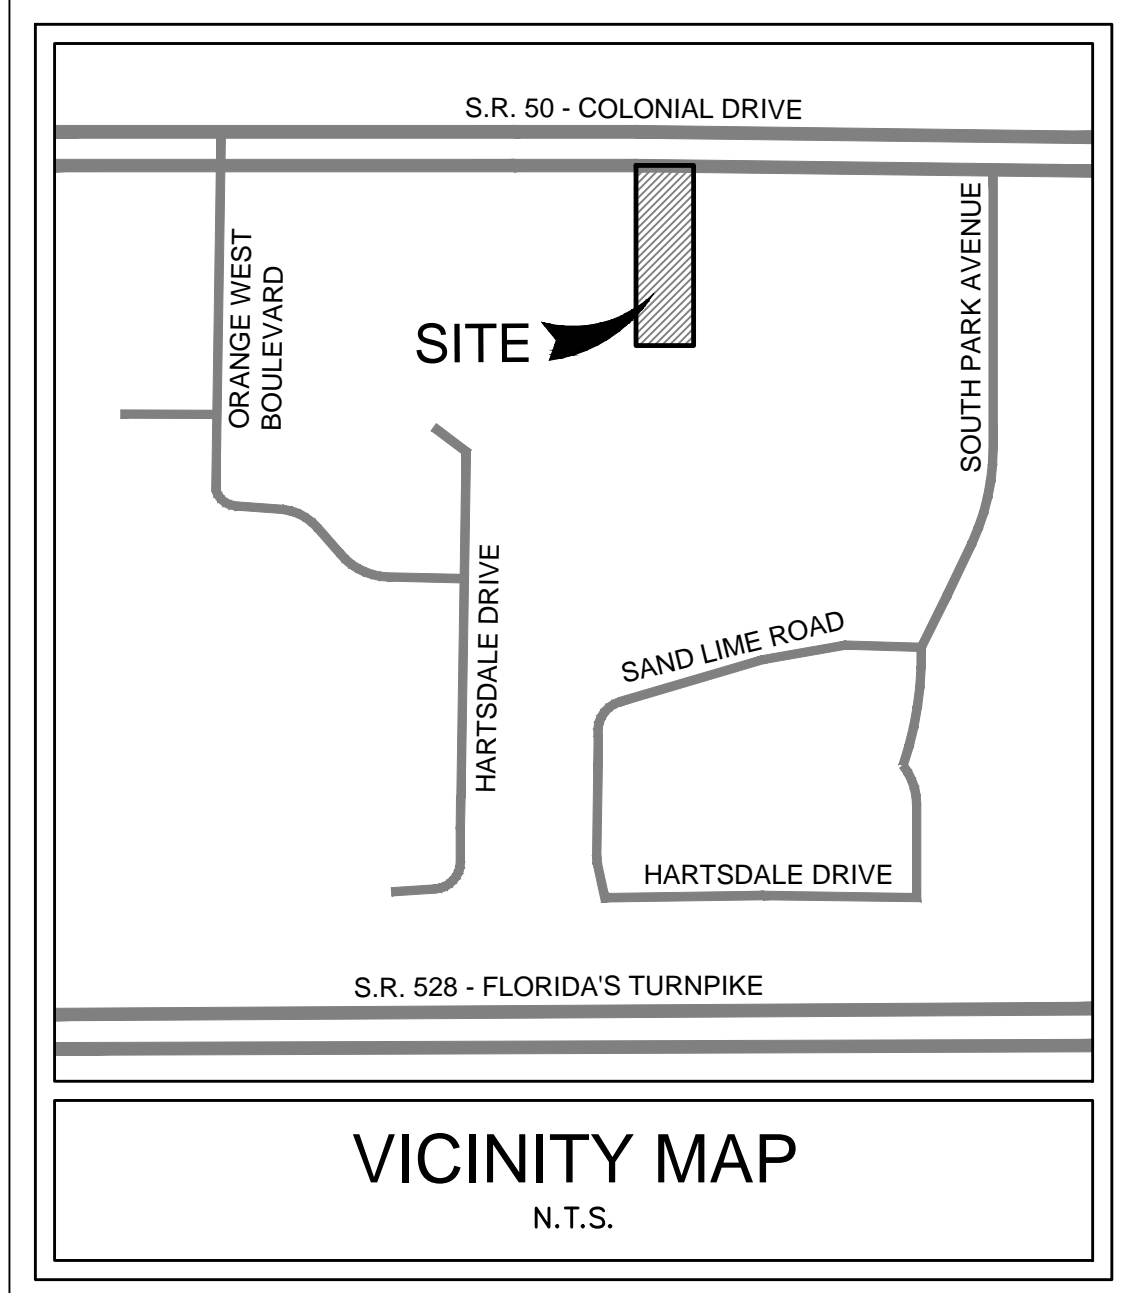 S.R. 50 - COLONIAL DRIVE
ORANGE WEST
BOULEVARD
SOUTH PARK AVENUE
SITE
HARTSDALE DRIVE
SAND LIME ROAD
HARTSDALE DRIVE
S.R. 528 - FLORIDA'S TURNPIKE
VICINITY MAP
N.T.S.